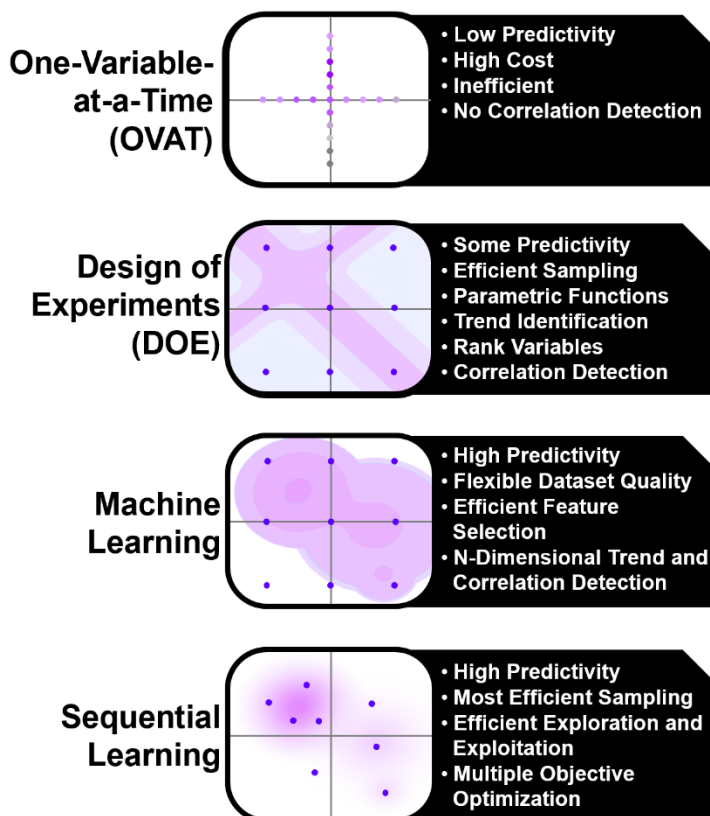 One-Variable-
at-a-Time
(OVAT)
• Low Predictivity
• High Cost
• Inefficient
• No Correlation Detection
Design of
Experiments
(DOE)
• Some Predictivity
• Efficient Sampling
• Parametric Functions
• Trend Identification
• Rank Variables
• Correlation Detection
Machine
Learning
• High Predictivity
• Flexible Dataset Quality
• Efficient Feature
Selection
• N-Dimensional Trend and
Correlation Detection
Sequential
Learning
• High Predictivity
• Most Efficient Sampling
• Efficient Exploration and
Exploitation
• Multiple Objective
Optimization